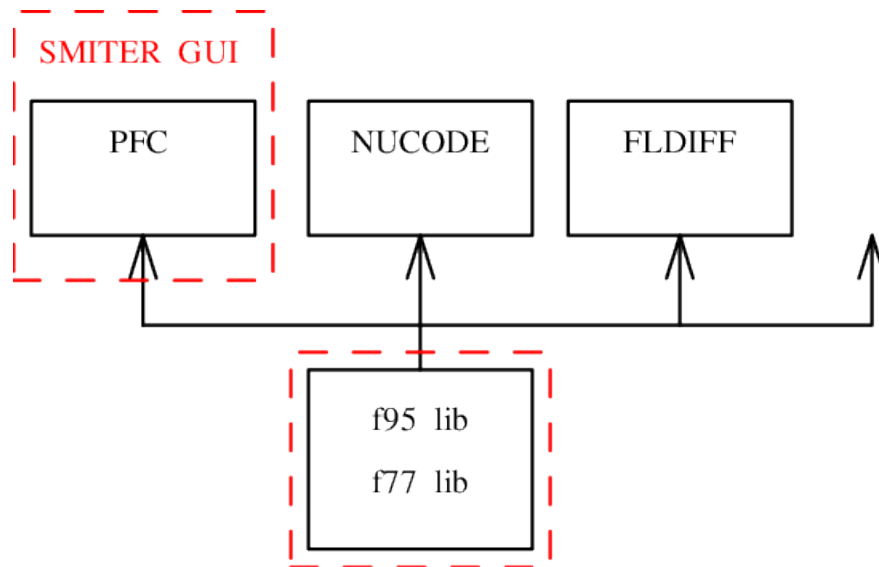 SMITER GUI
PFC
NUCODE
FLDIFF
f95 lib
f77 lib